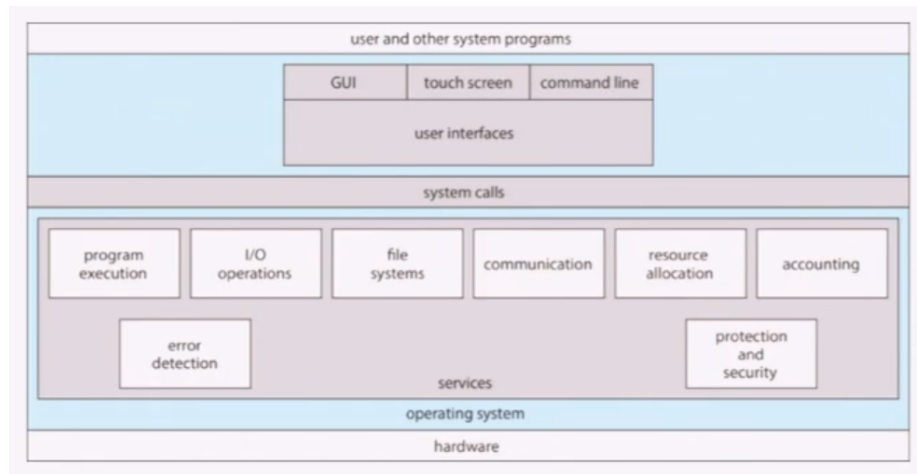 user and other system programs
GUI touch screen command line
user interfaces
system calls
program
execution
I/O
operations
file
systems
communication
resource
allocation
accounting
error
detection
protection
and
security
services
operating system
hardware